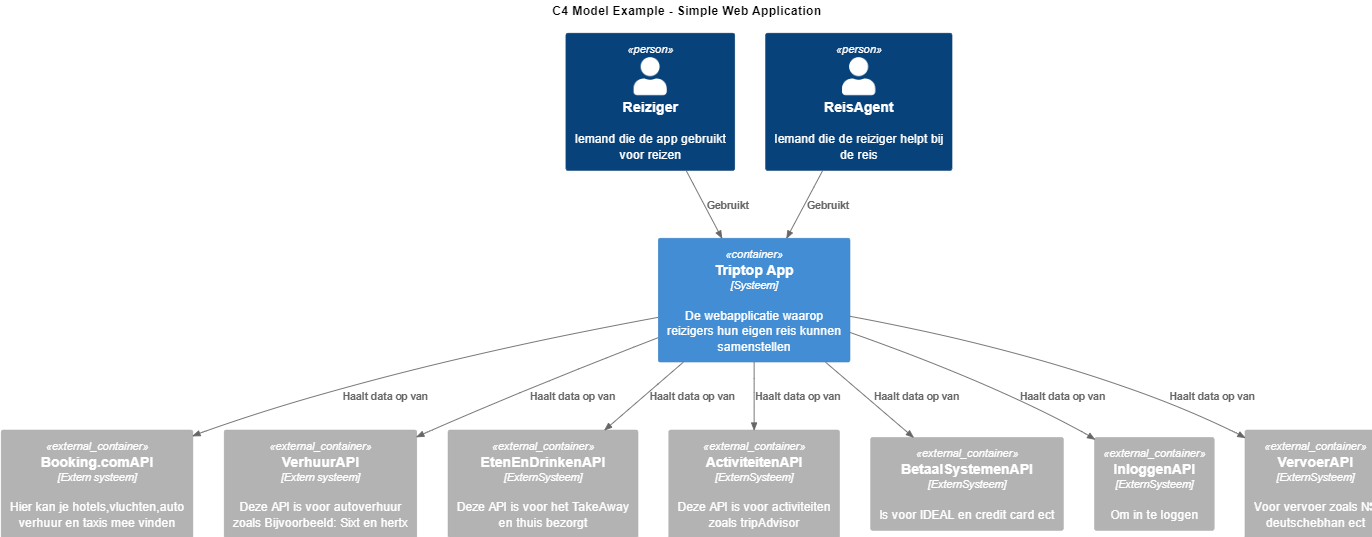 C4 Model Example - Simple Web Application
«person»
Reiziger
Iemand die de app gebruikt
voor reizen
«person»
ReisAgent
Iemand die de reiziger helpt bij
de reis
Gebruikt
Gebruikt
«container»
Triptop App
[Systeem]
De webapplicatie waarop
reizigers hun eigen reis kunnen
samenstellen
Haalt data op van
Haalt data op van
Haalt data op van
Haalt data op van
Haalt data op van
Haalt data op van
Haalt data op van
«external_container»
Booking.comAPI
[Extern systeem]
Hier kan je hotels,vluchten,auto
verhuur en taxis mee vinden
«external_container»
VerhuurAPI
[Extern systeem]
Deze API is voor autoverhuur
zoals Bijvoorbeeld: Sixt en hertx
«external_container»
EtenEnDrinkenAPI
[ExternSysteem]
Deze API is voor het TakeAway
en thuis bezorgt
«external_container»
ActiviteitenAPI
[ExternSysteem]
Deze API is voor activiteiten
zoals tripAdvisor
«external_container»
BetaalSystemenAPI
[ExternSysteem]
Is voor IDEAL en credit card ect
«external_container»
InloggenAPI
[ExternSysteem]
Om in te loggen
«external_container»
VervoerAPI
[ExternSysteem]
Voor vervoer zoals
deutschebhan ect